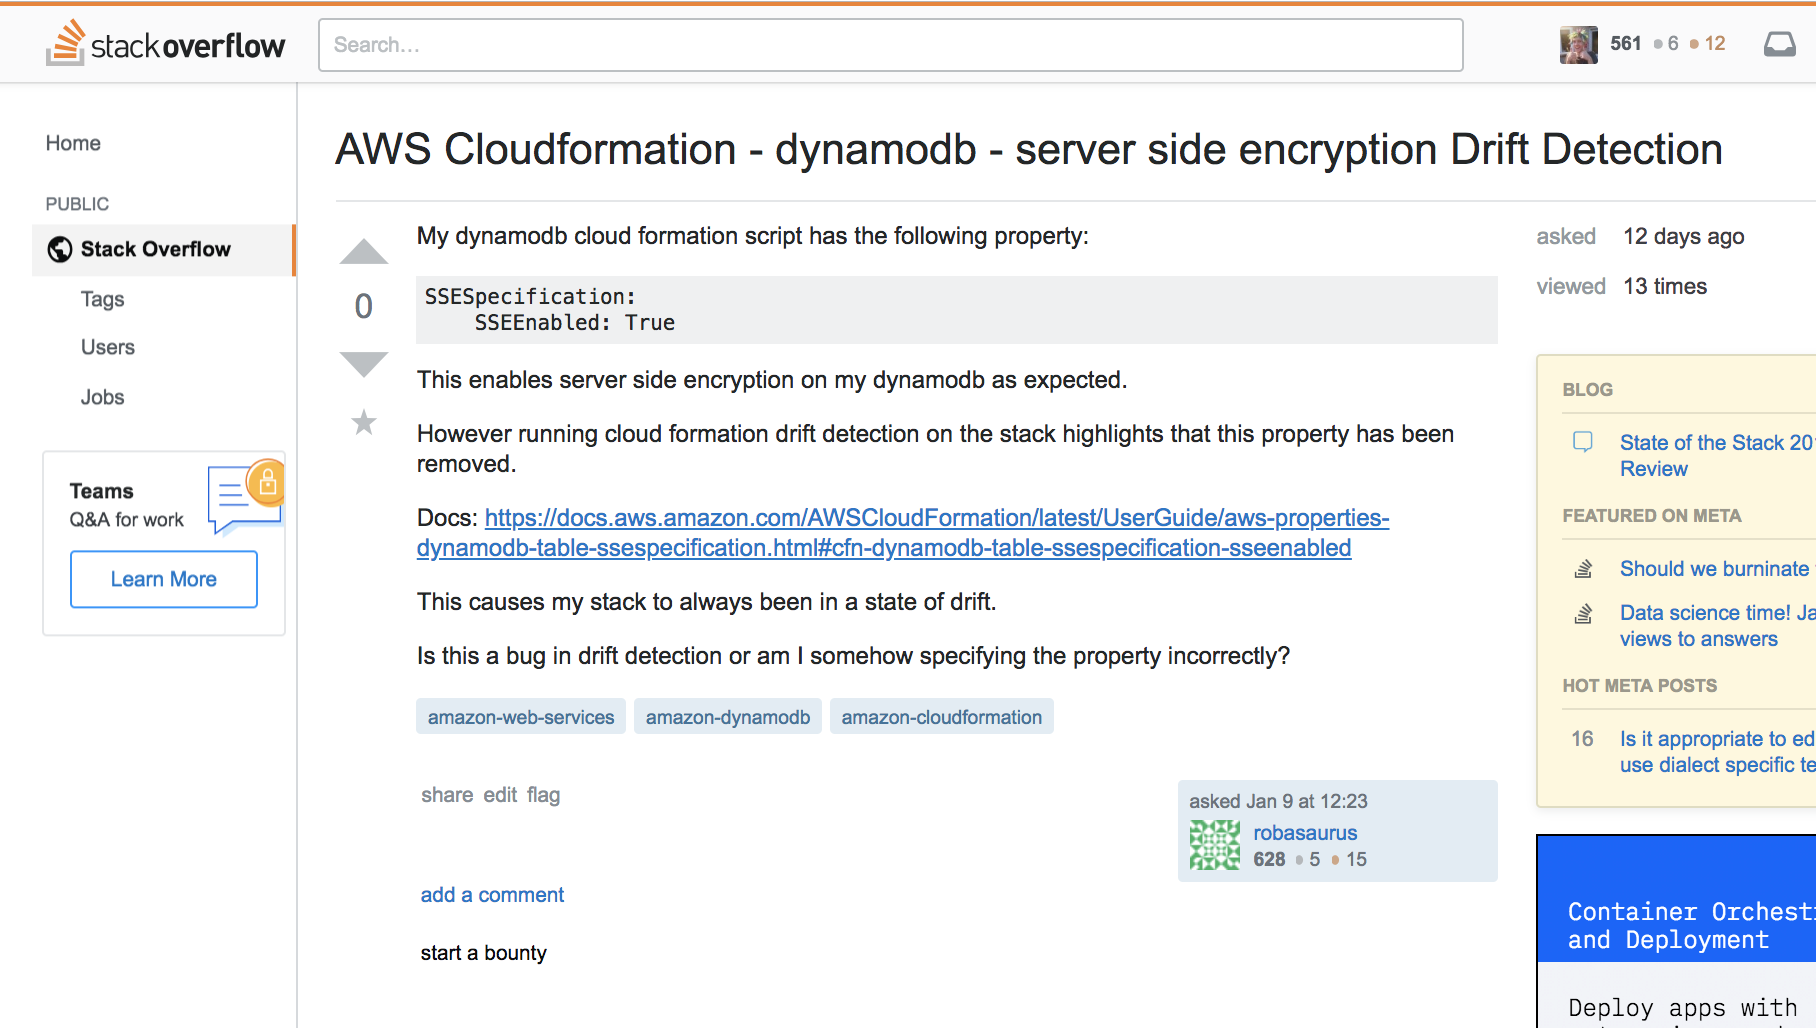 stackoverflow
Search…
561 6 12
Home
PUBLIC
Stack Overflow
Tags
Users
Jobs
Teams
Q&A for work
Learn More
AWS Cloudformation - dynamodb - server side encryption Drift Detection
0
My dynamodb cloud formation script has the following property:
SSESpecification:
    SSEEnabled: True
This enables server side encryption on my dynamodb as expected.
However running cloud formation drift detection on the stack highlights that this property has been
removed.
Docs: https://docs.aws.amazon.com/AWSCloudFormation/latest/UserGuide/aws-properties-
dynamodb-table-ssespecification.html#cfn-dynamodb-table-ssespecification-sseenabled
This causes my stack to always been in a state of drift.
Is this a bug in drift detection or am I somehow specifying the property incorrectly?
amazon-web-services amazon-dynamodb amazon-cloudformation
share edit flag
asked Jan 9 at 12:23
robasaurus
628 5 15
add a comment
start a bounty
asked 12 days ago
viewed 13 times
BLOG
State of the Stack 20
Review
FEATURED ON META
Should we burninate
Data science time! Ja
views to answers
HOT META POSTS
16 Is it appropriate to ed
use dialect specific te
Container Orchest
and Deployment
Deploy apps with